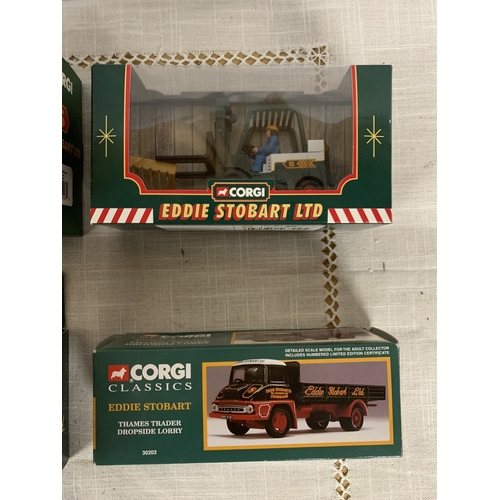 CORGI
CORGI
EDDIE STOBART LTD
DETAILED SCALE MODEL FOR THE ADULT COLLECTOR
INCLUDES NUMBERED LIMITED EDITION CERTIFICATE
CORGI
CLASSICS
EDDIE STOBART
THAMES TRADER
DROPSIDE LORRY
30202
Eddie Stobart Ltd.